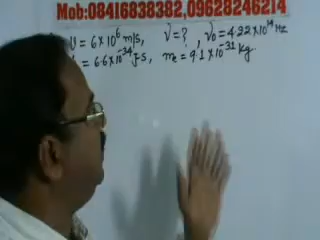 Mob:08416838382,09628246214
v = 6×10⁶ m/s, ν = ?, ν₀ = 4.22×10¹⁴ Hz
= 6.6×10⁻³⁴ J-s, mₑ = 9.1×10⁻³¹ kg.